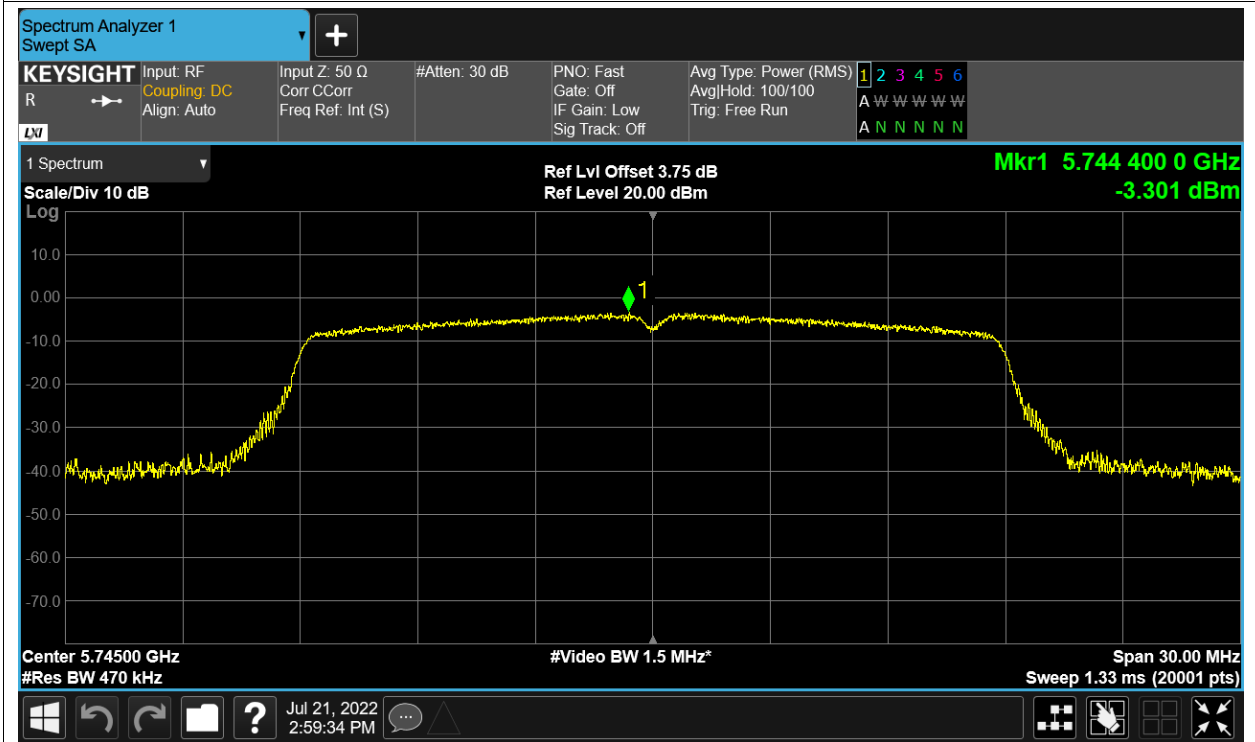 Spectrum Analyzer 1
Swept SA
KEYSIGHT
R
LXI
Input: RF
Coupling: DC
Align: Auto
Input Z: 50 Ω
Corr CCorr
Freq Ref: Int (S)
#Atten: 30 dB
PNO: Fast
Gate: Off
IF Gain: Low
Sig Track: Off
Avg Type: Power (RMS)
Avg|Hold: 100/100
Trig: Free Run
1 2 3 4 5 6
A W W W W W
A N N N N N
1 Spectrum
Scale/Div 10 dB
Log
Ref Lvl Offset 3.75 dB
Ref Level 20.00 dBm
Mkr1 5.744 400 0 GHz
-3.301 dBm
10.0
0.00
-10.0
-20.0
-30.0
-40.0
-50.0
-60.0
-70.0
1
Center 5.74500 GHz
#Res BW 470 kHz
#Video BW 1.5 MHz*
Span 30.00 MHz
Sweep 1.33 ms (20001 pts)
?
Jul 21, 2022
2:59:34 PM